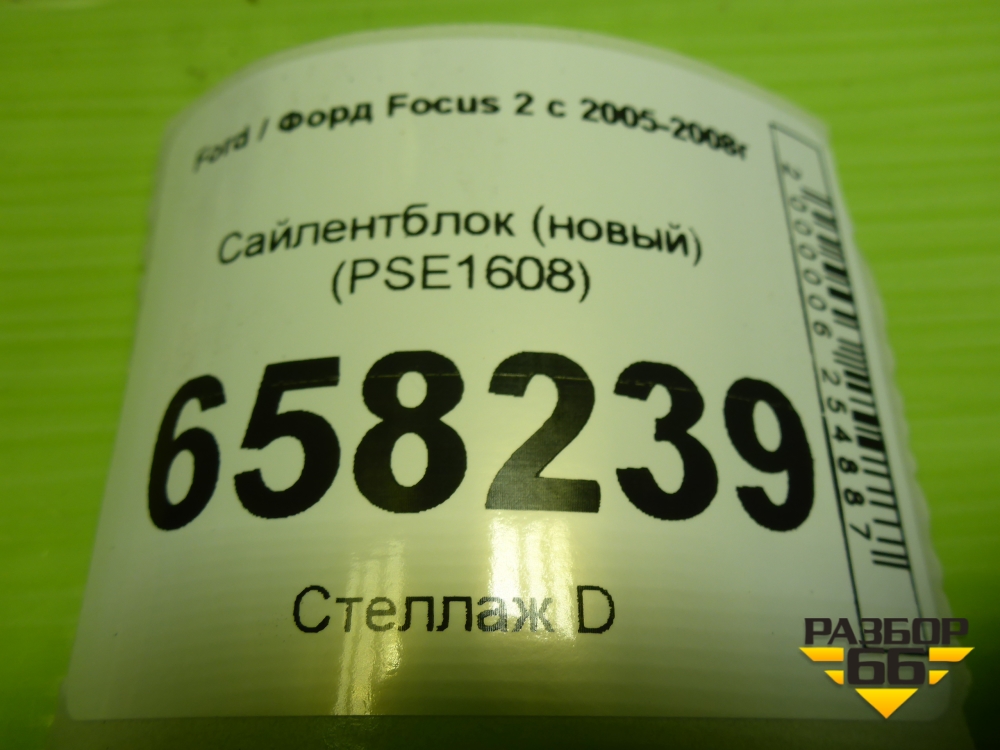 Ford / Форд Focus 2 с 2005-2008г
Сайлентблок (новый)
(PSE1608)
658239
Стеллаж D
2000006254887
РАЗБОР
66